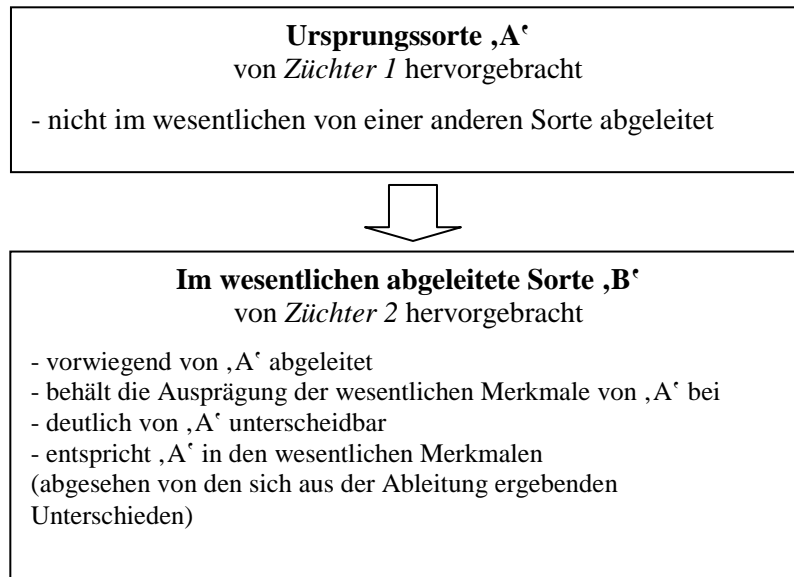 Ursprungssorte ‚A‛
von Züchter 1 hervorgebracht
- nicht im wesentlichen von einer anderen Sorte abgeleitet
Im wesentlichen abgeleitete Sorte ‚B‛
von Züchter 2 hervorgebracht
- vorwiegend von ‚A‛ abgeleitet
- behält die Ausprägung der wesentlichen Merkmale von ‚A‛ bei
- deutlich von ‚A‛ unterscheidbar
- entspricht ‚A‛ in den wesentlichen Merkmalen
(abgesehen von den sich aus der Ableitung ergebenden
Unterschieden)